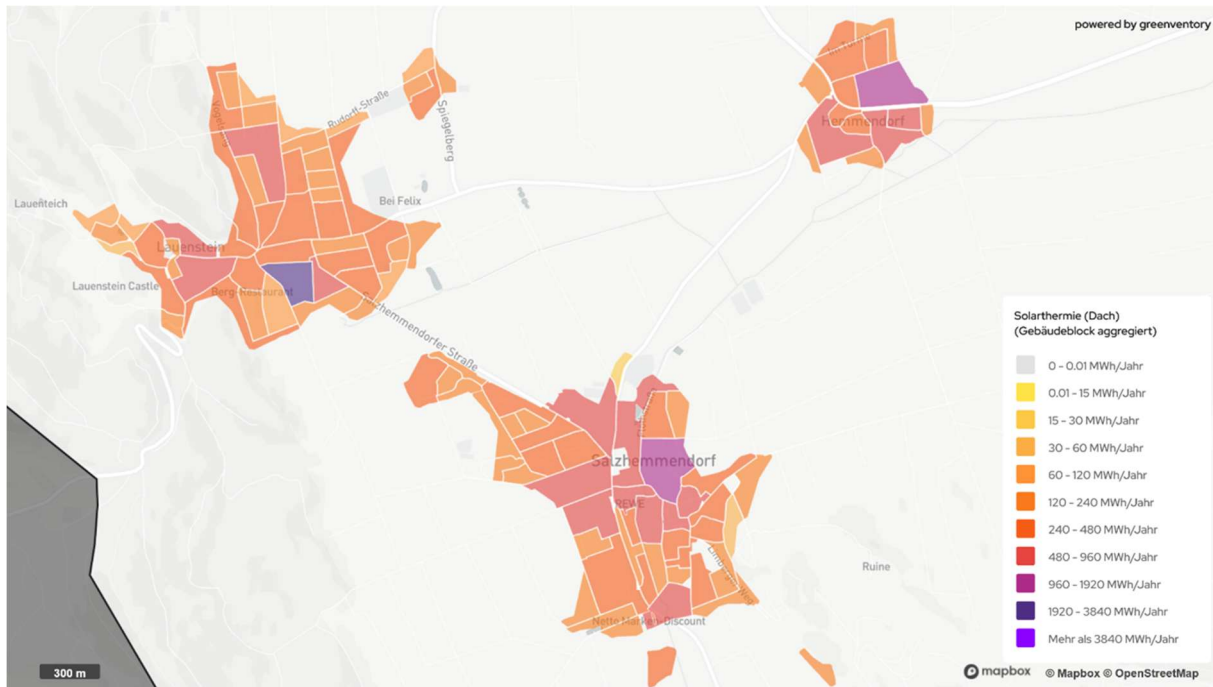 powered by greenventory
Rudorff-Straße
Spiegelberg
Hemmendorf
Bei Felix
Lauenteich
Lauenstein
Lauenstein Castle
Berg-Restaurant
Salzhemmendorfer Straße
Salzhemmendorf
REWE
Ruine
Netto Marken-Discount
Solarthermie (Dach)
(Gebäudeblock aggregiert)
0 - 0.01 MWh/Jahr
0.01 - 15 MWh/Jahr
15 - 30 MWh/Jahr
30 - 60 MWh/Jahr
60 - 120 MWh/Jahr
120 - 240 MWh/Jahr
240 - 480 MWh/Jahr
480 - 960 MWh/Jahr
960 - 1920 MWh/Jahr
1920 - 3840 MWh/Jahr
Mehr als 3840 MWh/Jahr
300 m
mapbox © Mapbox © OpenStreetMap